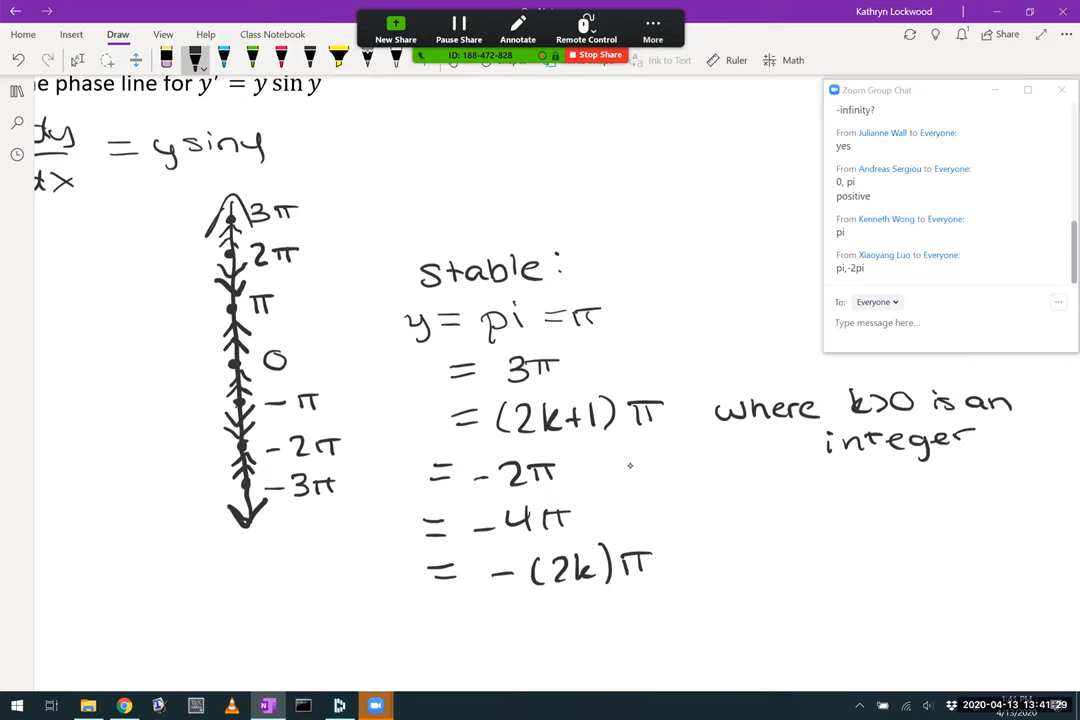 Kathryn Lockwood
Home Insert Draw View Help Class Notebook
New Share Pause Share Annotate Remote Control More
ID: 188-472-828 Stop Share
Share
Ink to Text Ruler Math
e phase line for y′ = y sin y
dy/dx = y sin y
3π
2π
π
0
- π
- 2π
- 3π
stable:
y = pi = π
= 3π
= (2k+1) π where k>0 is an
integer
= - 2π
= - 4π
= - (2k) π
Zoom Group Chat
-infinity?
From Julianne Wall to Everyone:
yes
From Andreas Sergiou to Everyone:
0, pi
positive
From Kenneth Wong to Everyone:
pi
From Xiaoyang Luo to Everyone:
pi,-2pi
To: Everyone
Type message here...
2020-04-13 13:41:29